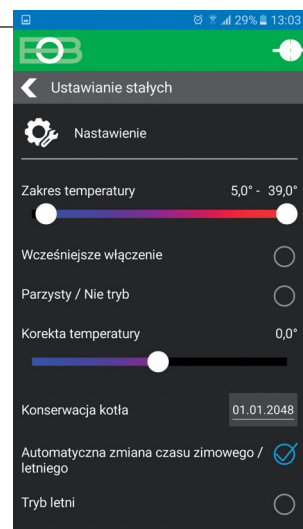 29% 13:03
EOB
Ustawianie stałych
Nastawienie
Zakres temperatury 5,0° - 39,0°
Wcześniejsze włączenie
Parzysty / Nie tryb
Korekta temperatury 0,0°
Konserwacja kotła 01.01.2048
Automatyczna zmiana czasu zimowego /
letniego
Tryb letni